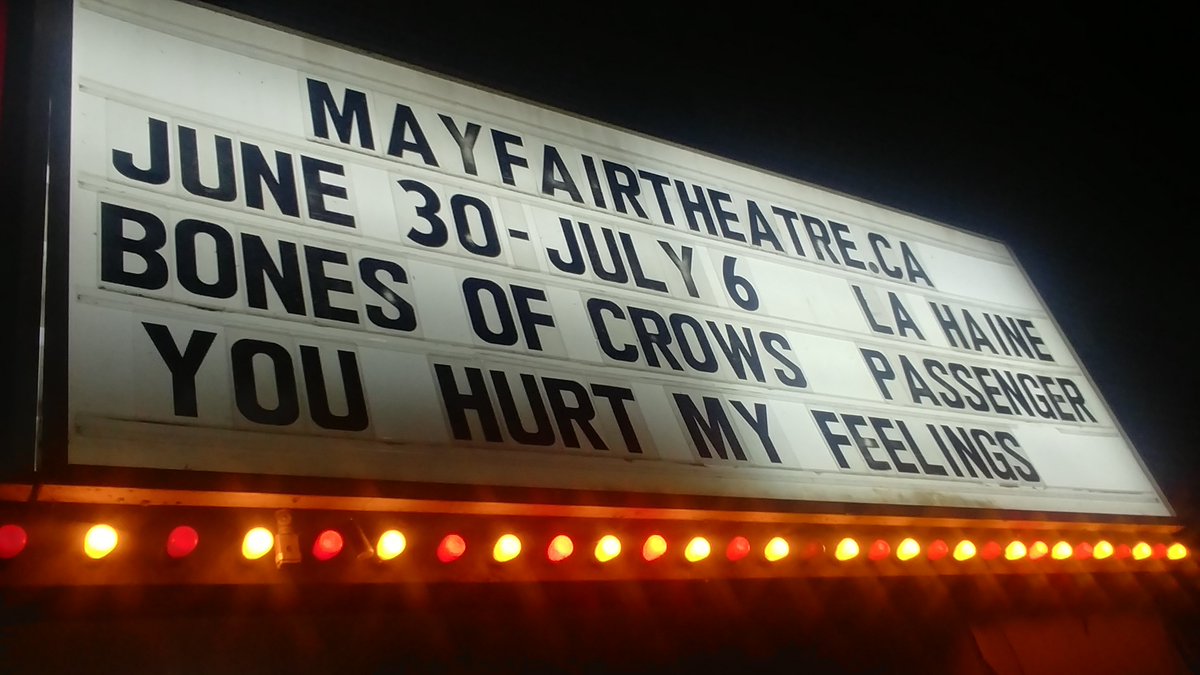 MAYFAIRTHEATRE.CA
JUNE 30-JULY 6 LA HAINE
BONES OF CROWS PASSENGER
YOU HURT MY FEELINGS